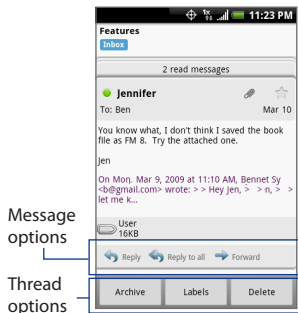 1x
11:23 PM
Features
Inbox
2 read messages
Jennifer
To: Ben
Mar 10
You know what, I don't think I saved the book
file as FM 8. Try the attached one.
Jen
On Mon, Mar 9, 2009 at 11:10 AM, Bennet Sy
<b@gmail.com> wrote: > > Hey Jen, > > n, > >
let me k...
User
16KB
Message
options
Reply
Reply to all
Forward
Thread
options
Archive
Labels
Delete